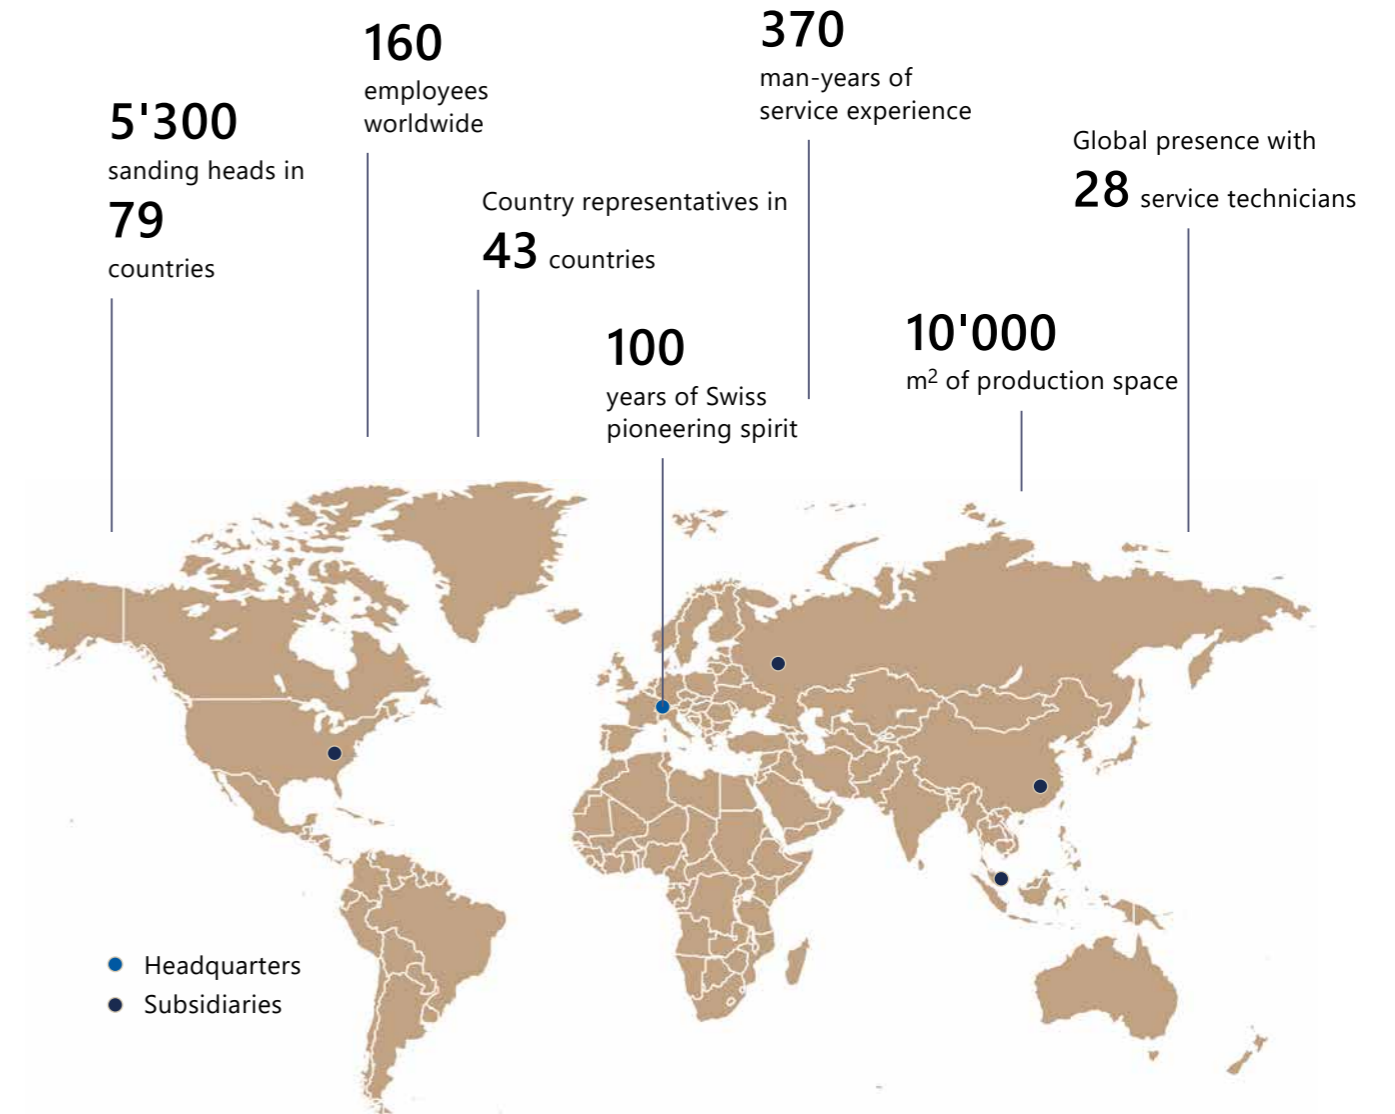 5'300
sanding heads in
79
countries
160
employees
worldwide
Country representatives in
43 countries
100
years of Swiss
pioneering spirit
370
man-years of
service experience
10'000
m² of production space
Global presence with
28 service technicians
Headquarters
Subsidiaries